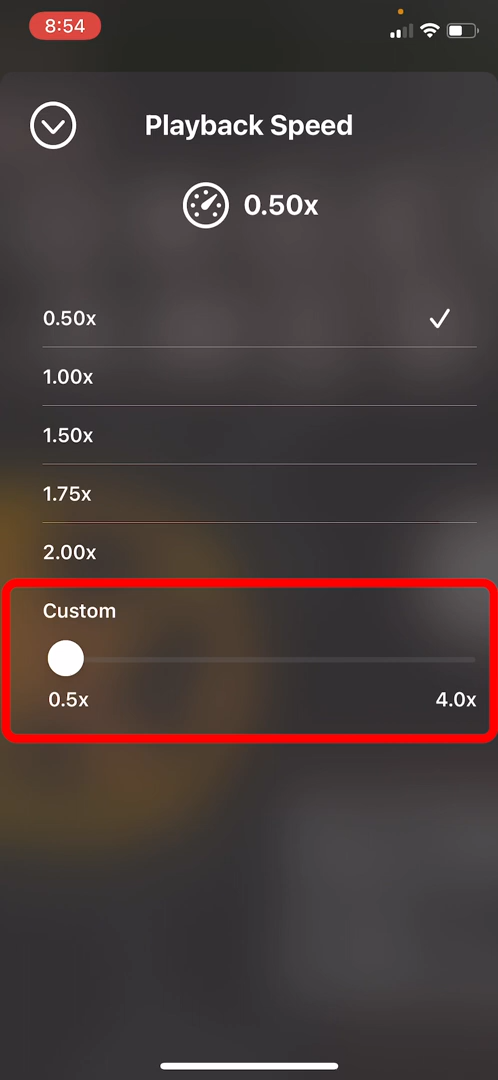 8:54
Playback Speed
0.50x
0.50x
1.00x
1.50x
1.75x
2.00x
Custom
0.5x 4.0x